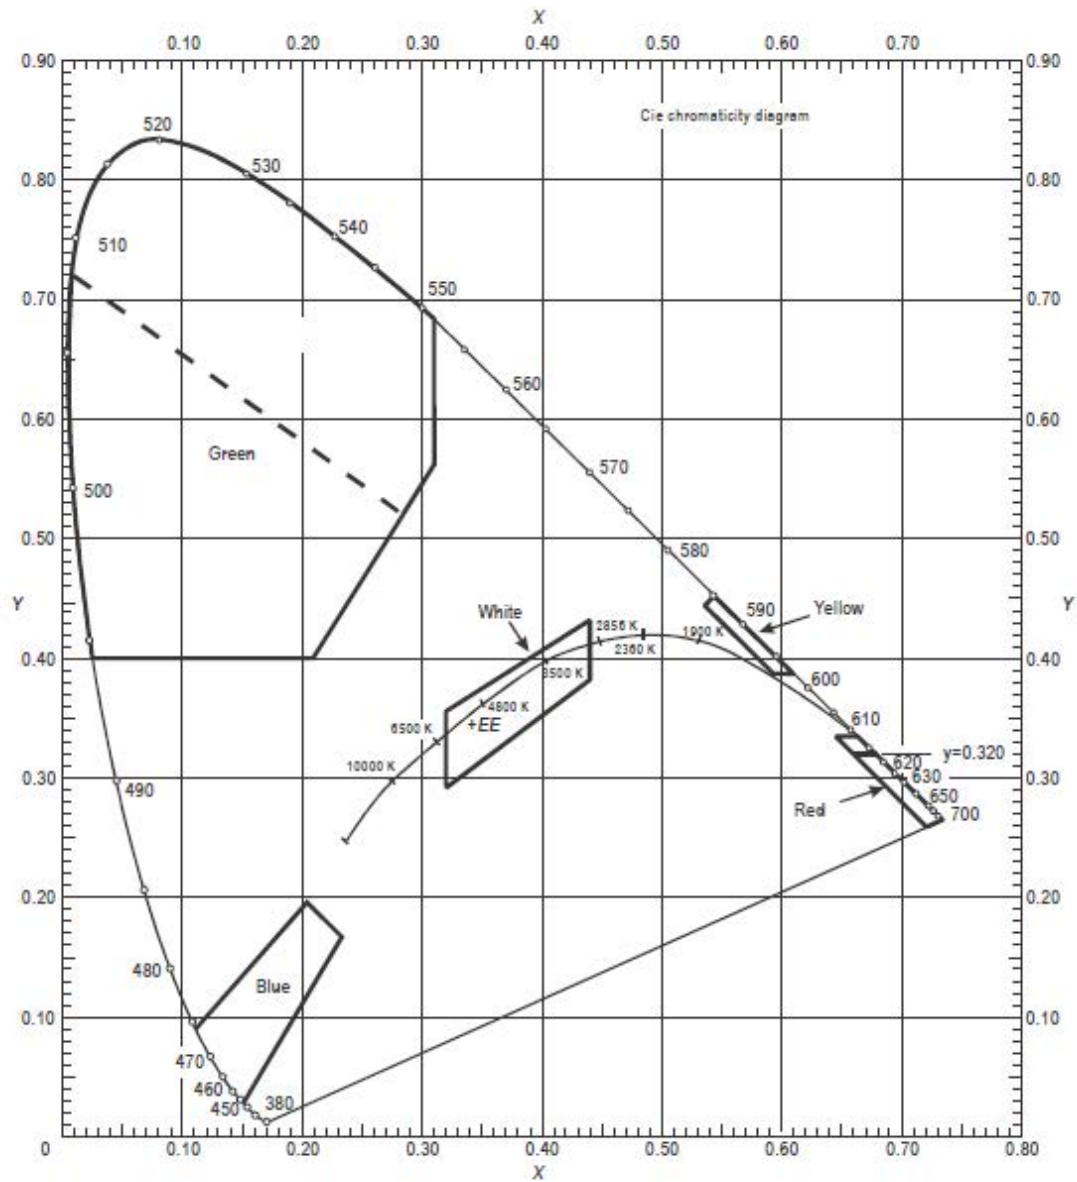 X
0.10 0.20 0.30 0.40 0.50 0.60 0.70
0.90 0.90
Cie chromaticity diagram
520
530
0.80 0.80
540
510
550
0.70 0.70
560
0.60 0.60
Green
570
500
0.50 580 0.50
Y White 590 Yellow Y
2856 K
1900 K
2360 K
0.40 0.40
3500 K 600
4800 K 610
6500 K +EE
y=0.320
10000 K 620
0.30 630 0.30
490 650
Red 700
0.20 0.20
480 Blue
0.10 0.10
470
460
450 380
0 0.10 0.20 0.30 0.40 0.50 0.60 0.70 0.80
X